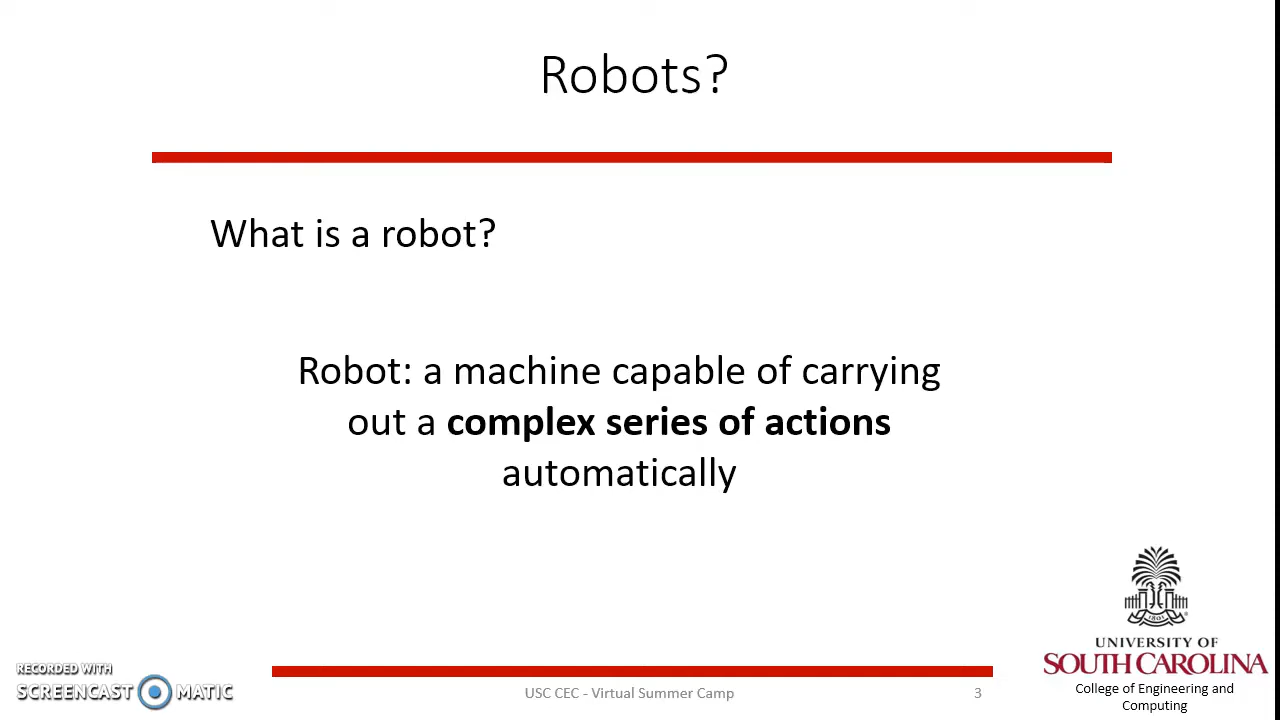 Robots?
What is a robot?
Robot: a machine capable of carrying
out a complex series of actions
automatically
1801
UNIVERSITY OF
SOUTH CAROLINA
College of Engineering and
Computing
RECORDED WITH
SCREENCAST MATIC
USC CEC - Virtual Summer Camp
3